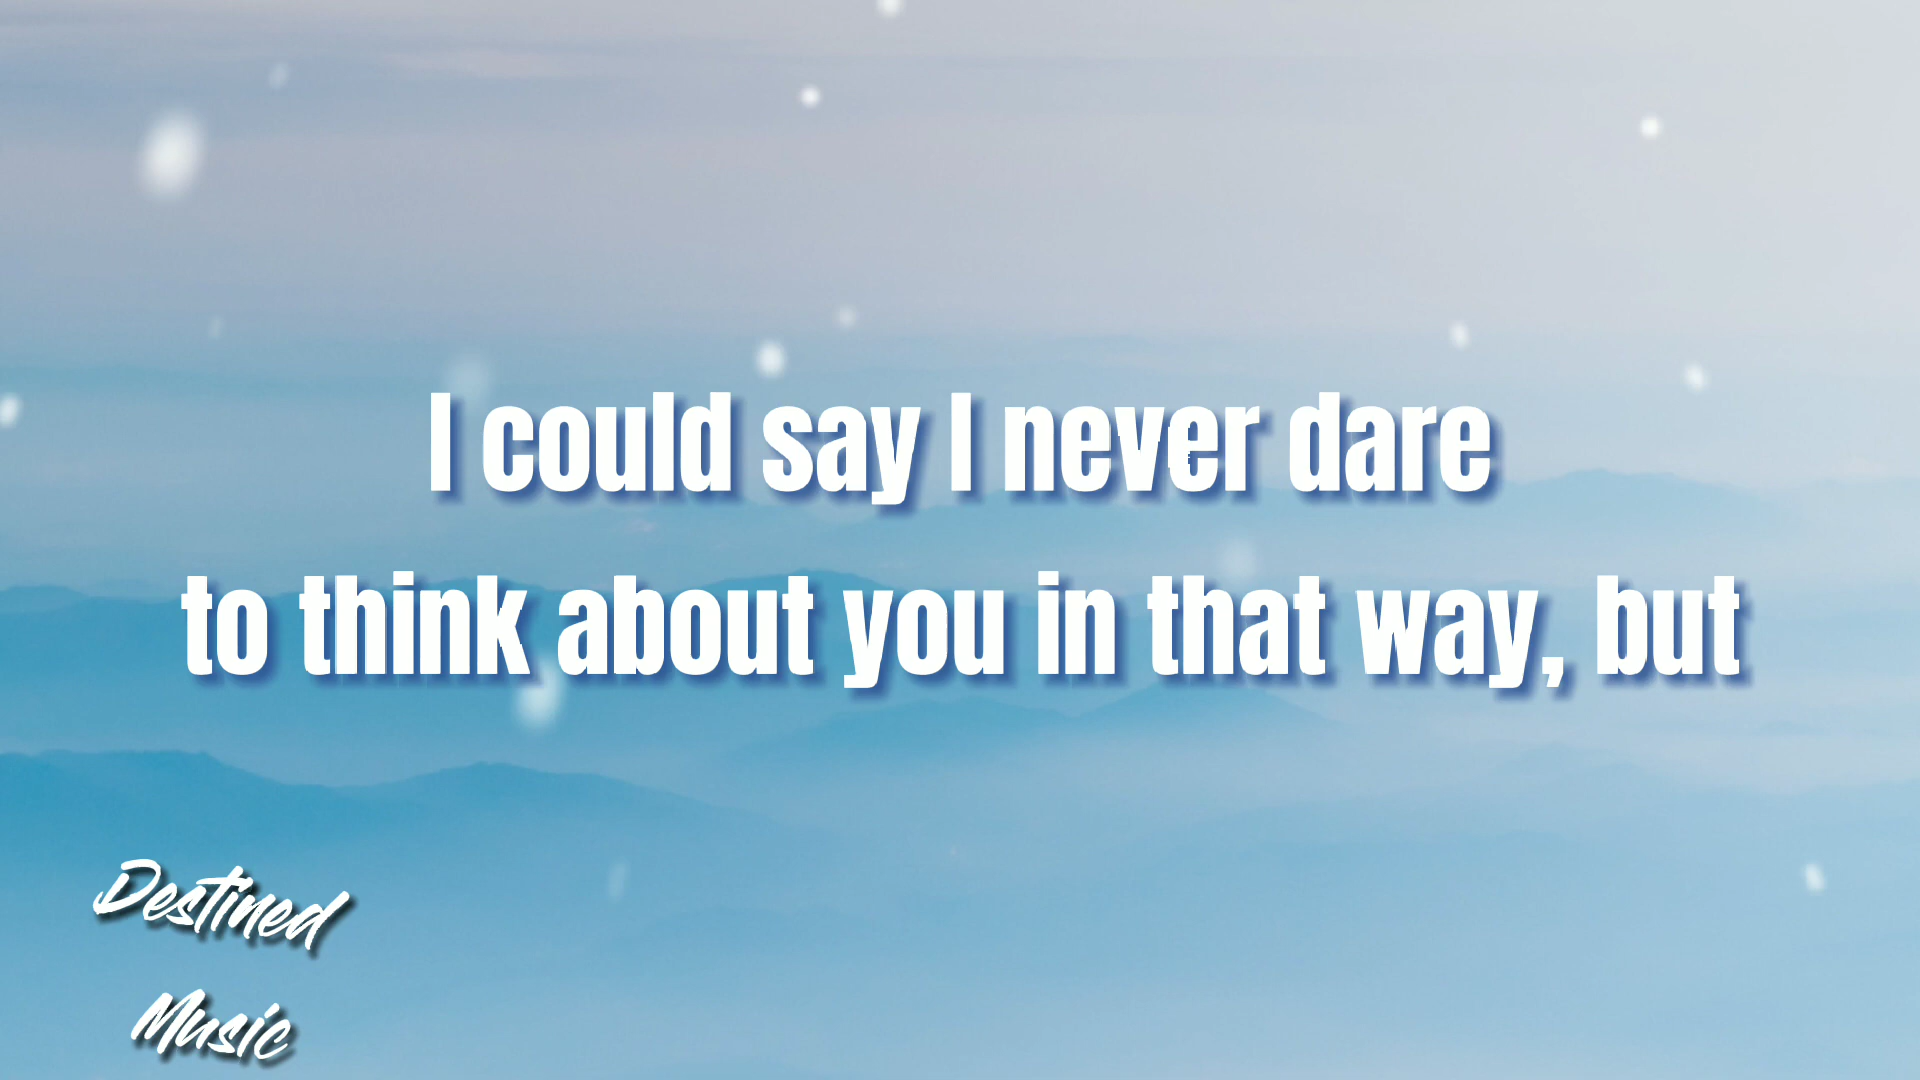 I could say I never dare
to think about you in that way, but
Destined
Music